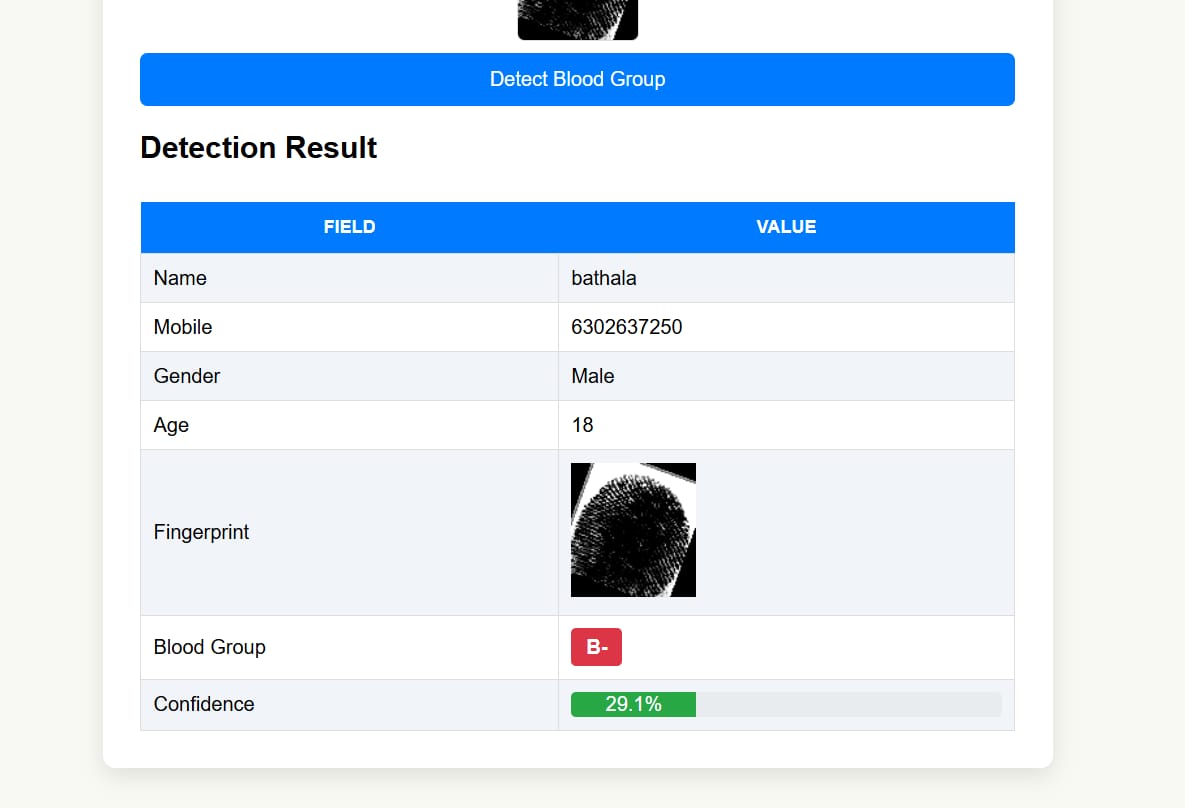 Detect Blood Group
Detection Result
FIELD VALUE
Name bathala
Mobile 6302637250
Gender Male
Age 18
Fingerprint
Blood Group B-
Confidence 29.1%